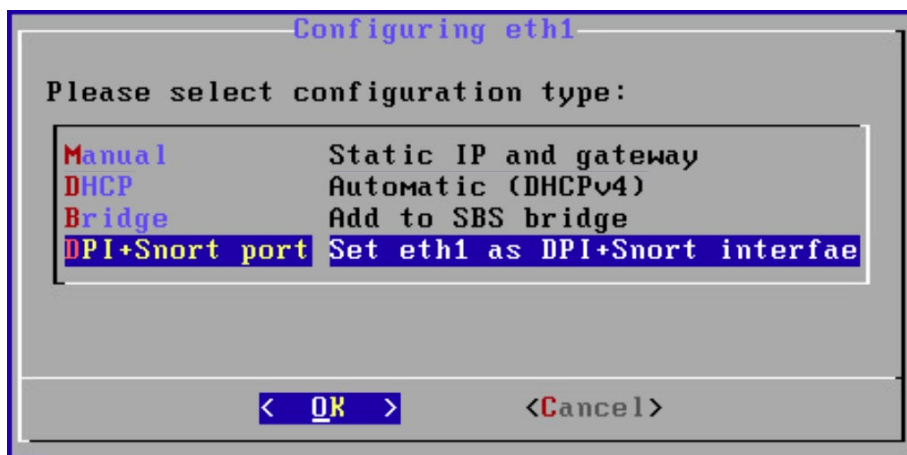 Configuring eth1
Please select configuration type:
Manual Static IP and gateway
DHCP Automatic (DHCPv4)
Bridge Add to SBS bridge
DPI+Snort port Set eth1 as DPI+Snort interfae
< OK > <Cancel>